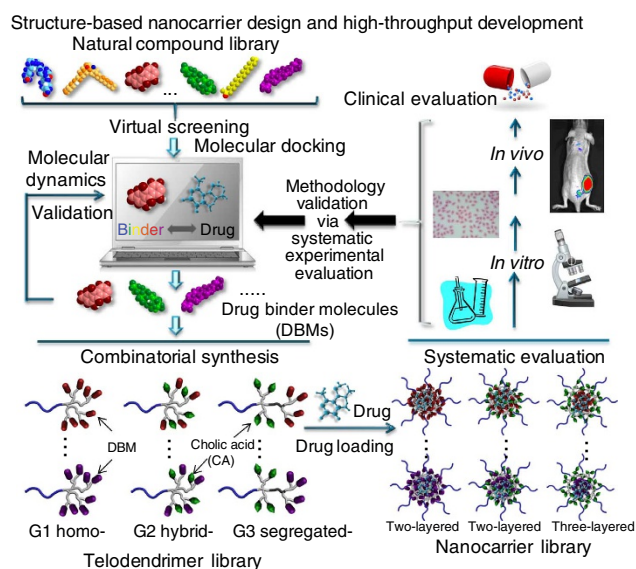 Structure-based nanocarrier design and high-throughput development
Natural compound library
...
Virtual screening
Molecular docking
Molecular
dynamics
Validation
Binder
Drug
Methodology
validation
via
systematic
experimental
evaluation
Clinical evaluation
In vivo
In vitro
.....
Drug binder molecules
(DBMs)
Combinatorial synthesis
Systematic evaluation
DBM
Cholic acid
(CA)
Drug
Drug loading
G1 homo-
G2 hybrid-
G3 segregated-
Telodendrimer library
Two-layered
Two-layered
Three-layered
Nanocarrier library